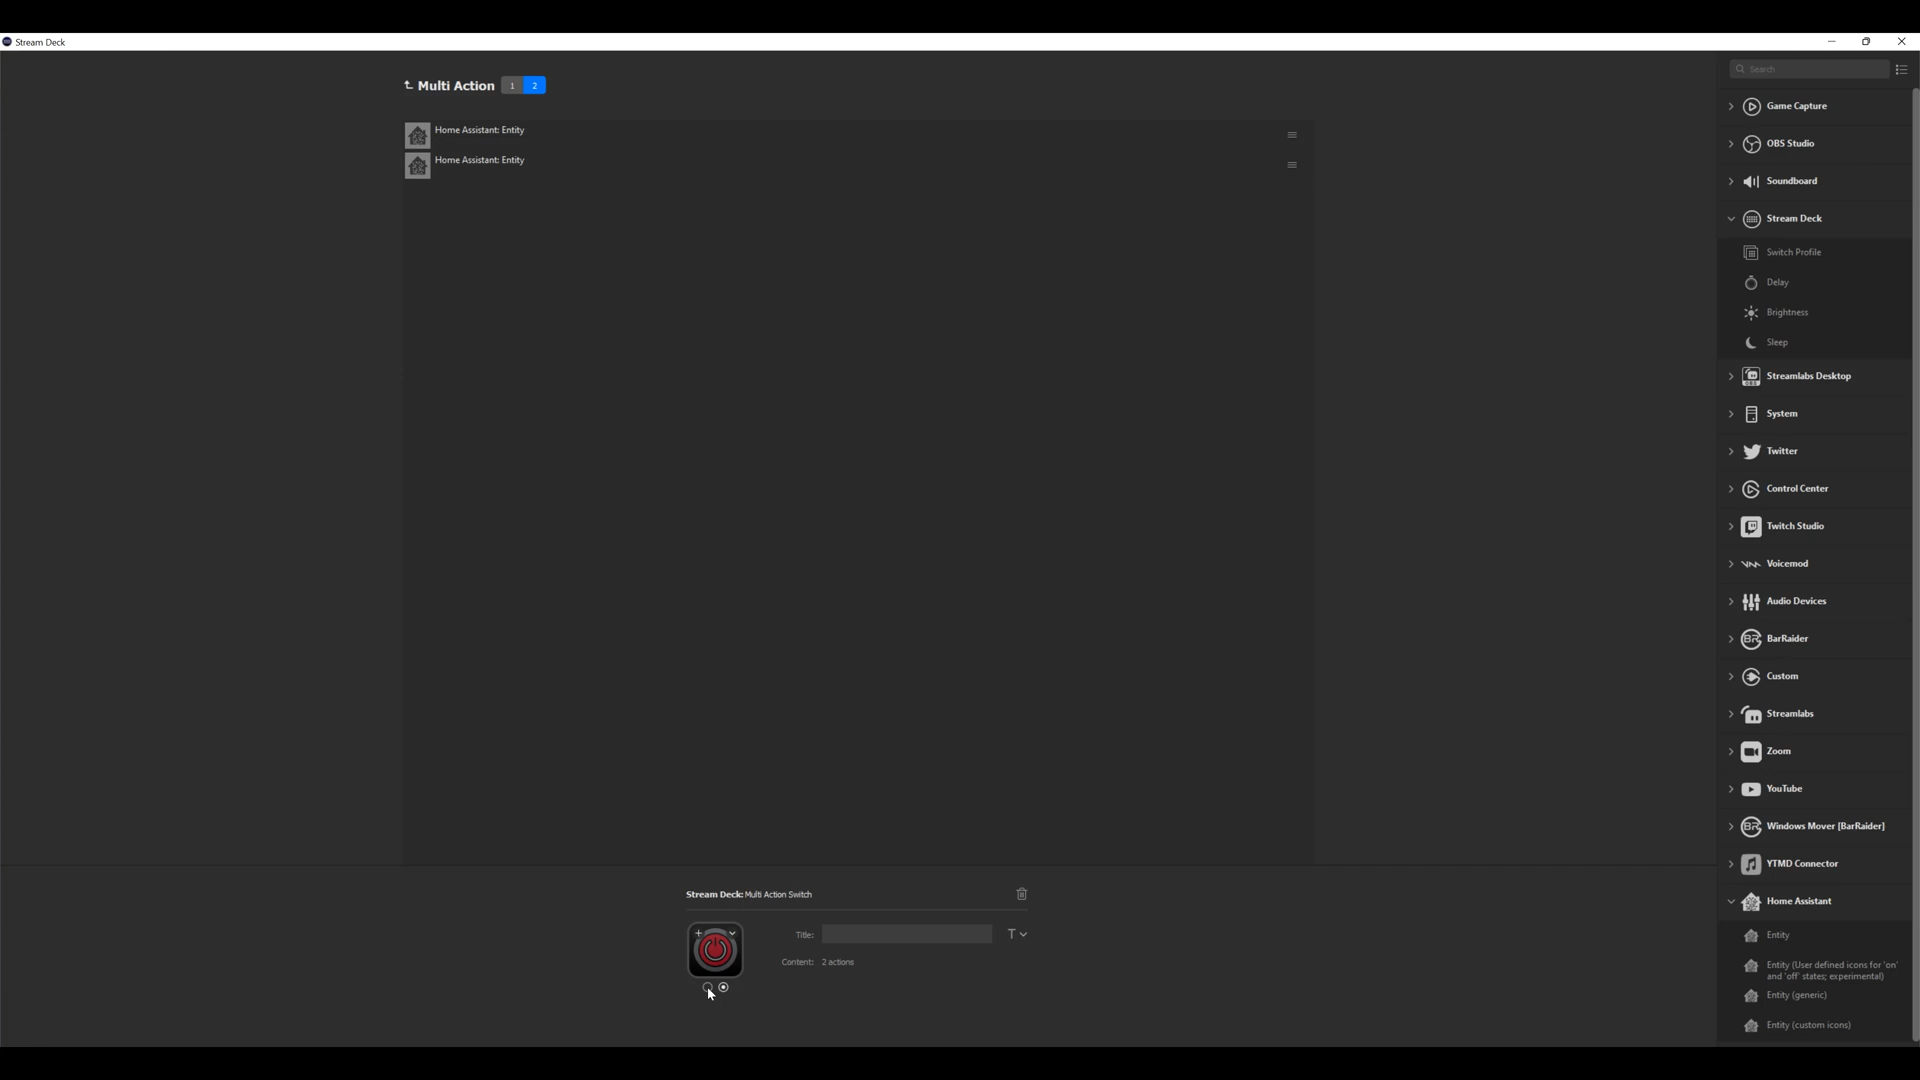 Stream Deck
Multi Action 1 2
Home Assistant: Entity
Home Assistant: Entity
Stream Deck: Multi Action Switch
Title:
T
Content: 2 actions
Search
Game Capture
OBS Studio
Soundboard
Stream Deck
Switch Profile
Delay
Brightness
Sleep
Streamlabs Desktop
System
Twitter
Control Center
Twitch Studio
Voicemod
Audio Devices
BarRaider
Custom
Streamlabs
Zoom
YouTube
Windows Mover [BarRaider]
YTMD Connector
Home Assistant
Entity
Entity (User defined icons for 'on'
and 'off' states; experimental)
Entity (generic)
Entity (custom icons)